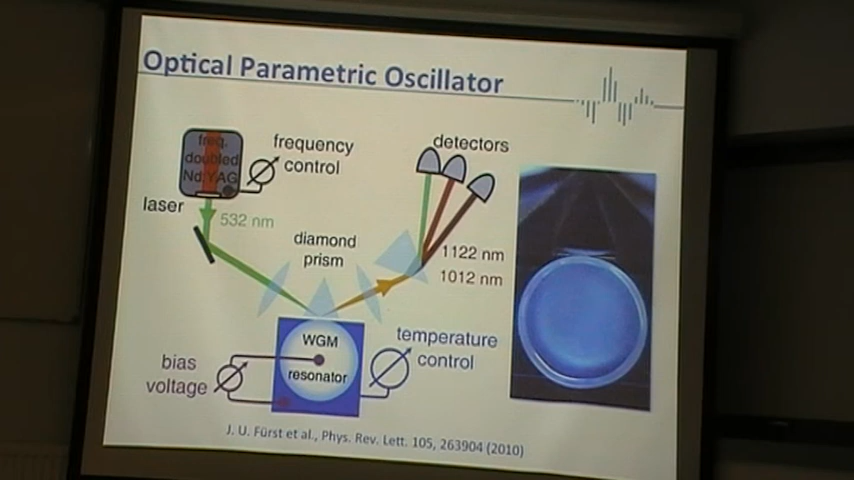 Optical Parametric Oscillator
freq.
doubled
Nd:YAG
frequency
control
detectors
laser
532 nm
diamond
prism
1122 nm
1012 nm
WGM
resonator
bias
voltage
temperature
control
J. U. Fürst et al., Phys. Rev. Lett. 105, 263904 (2010)